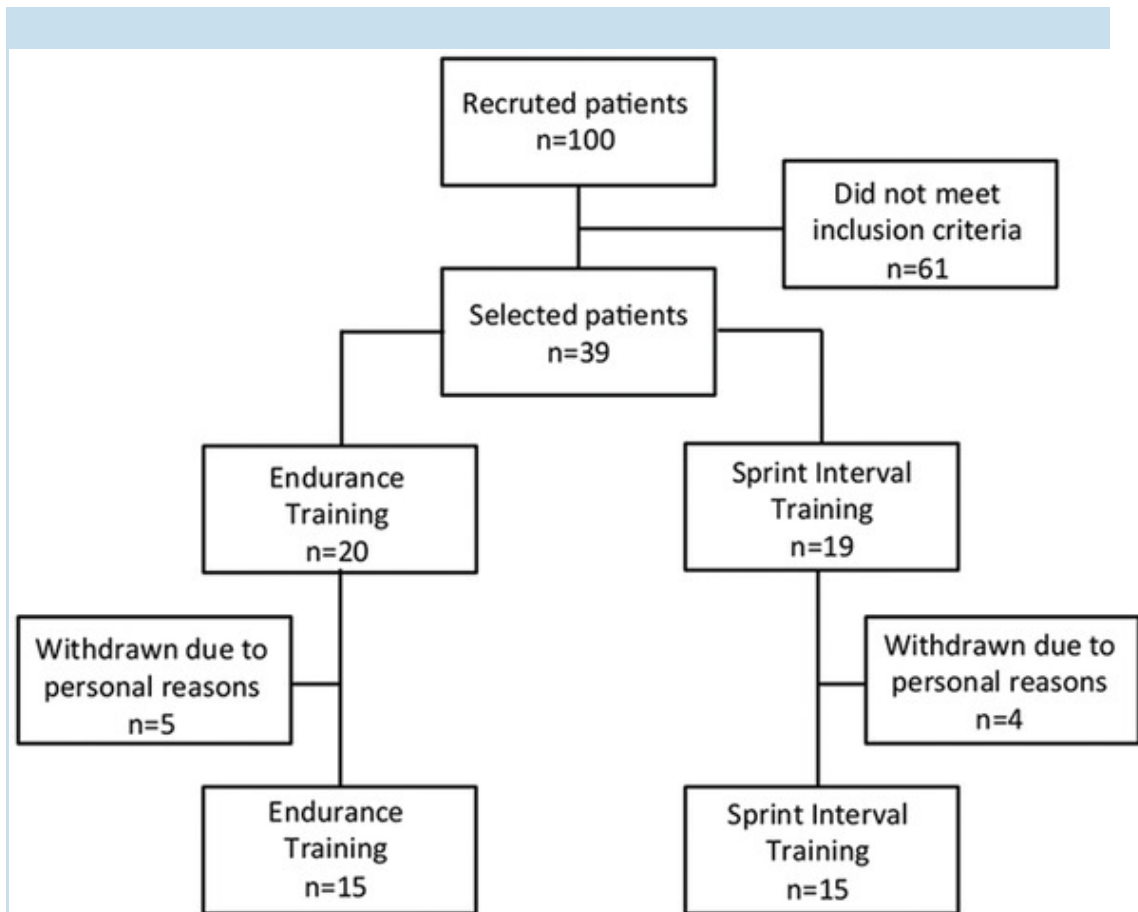 Recruted patients
n=100
Did not meet
inclusion criteria
n=61
Selected patients
n=39
Endurance
Training
n=20
Sprint Interval
Training
n=19
Withdrawn due to
personal reasons
n=5
Withdrawn due to
personal reasons
n=4
Endurance
Training
n=15
Sprint Interval
Training
n=15